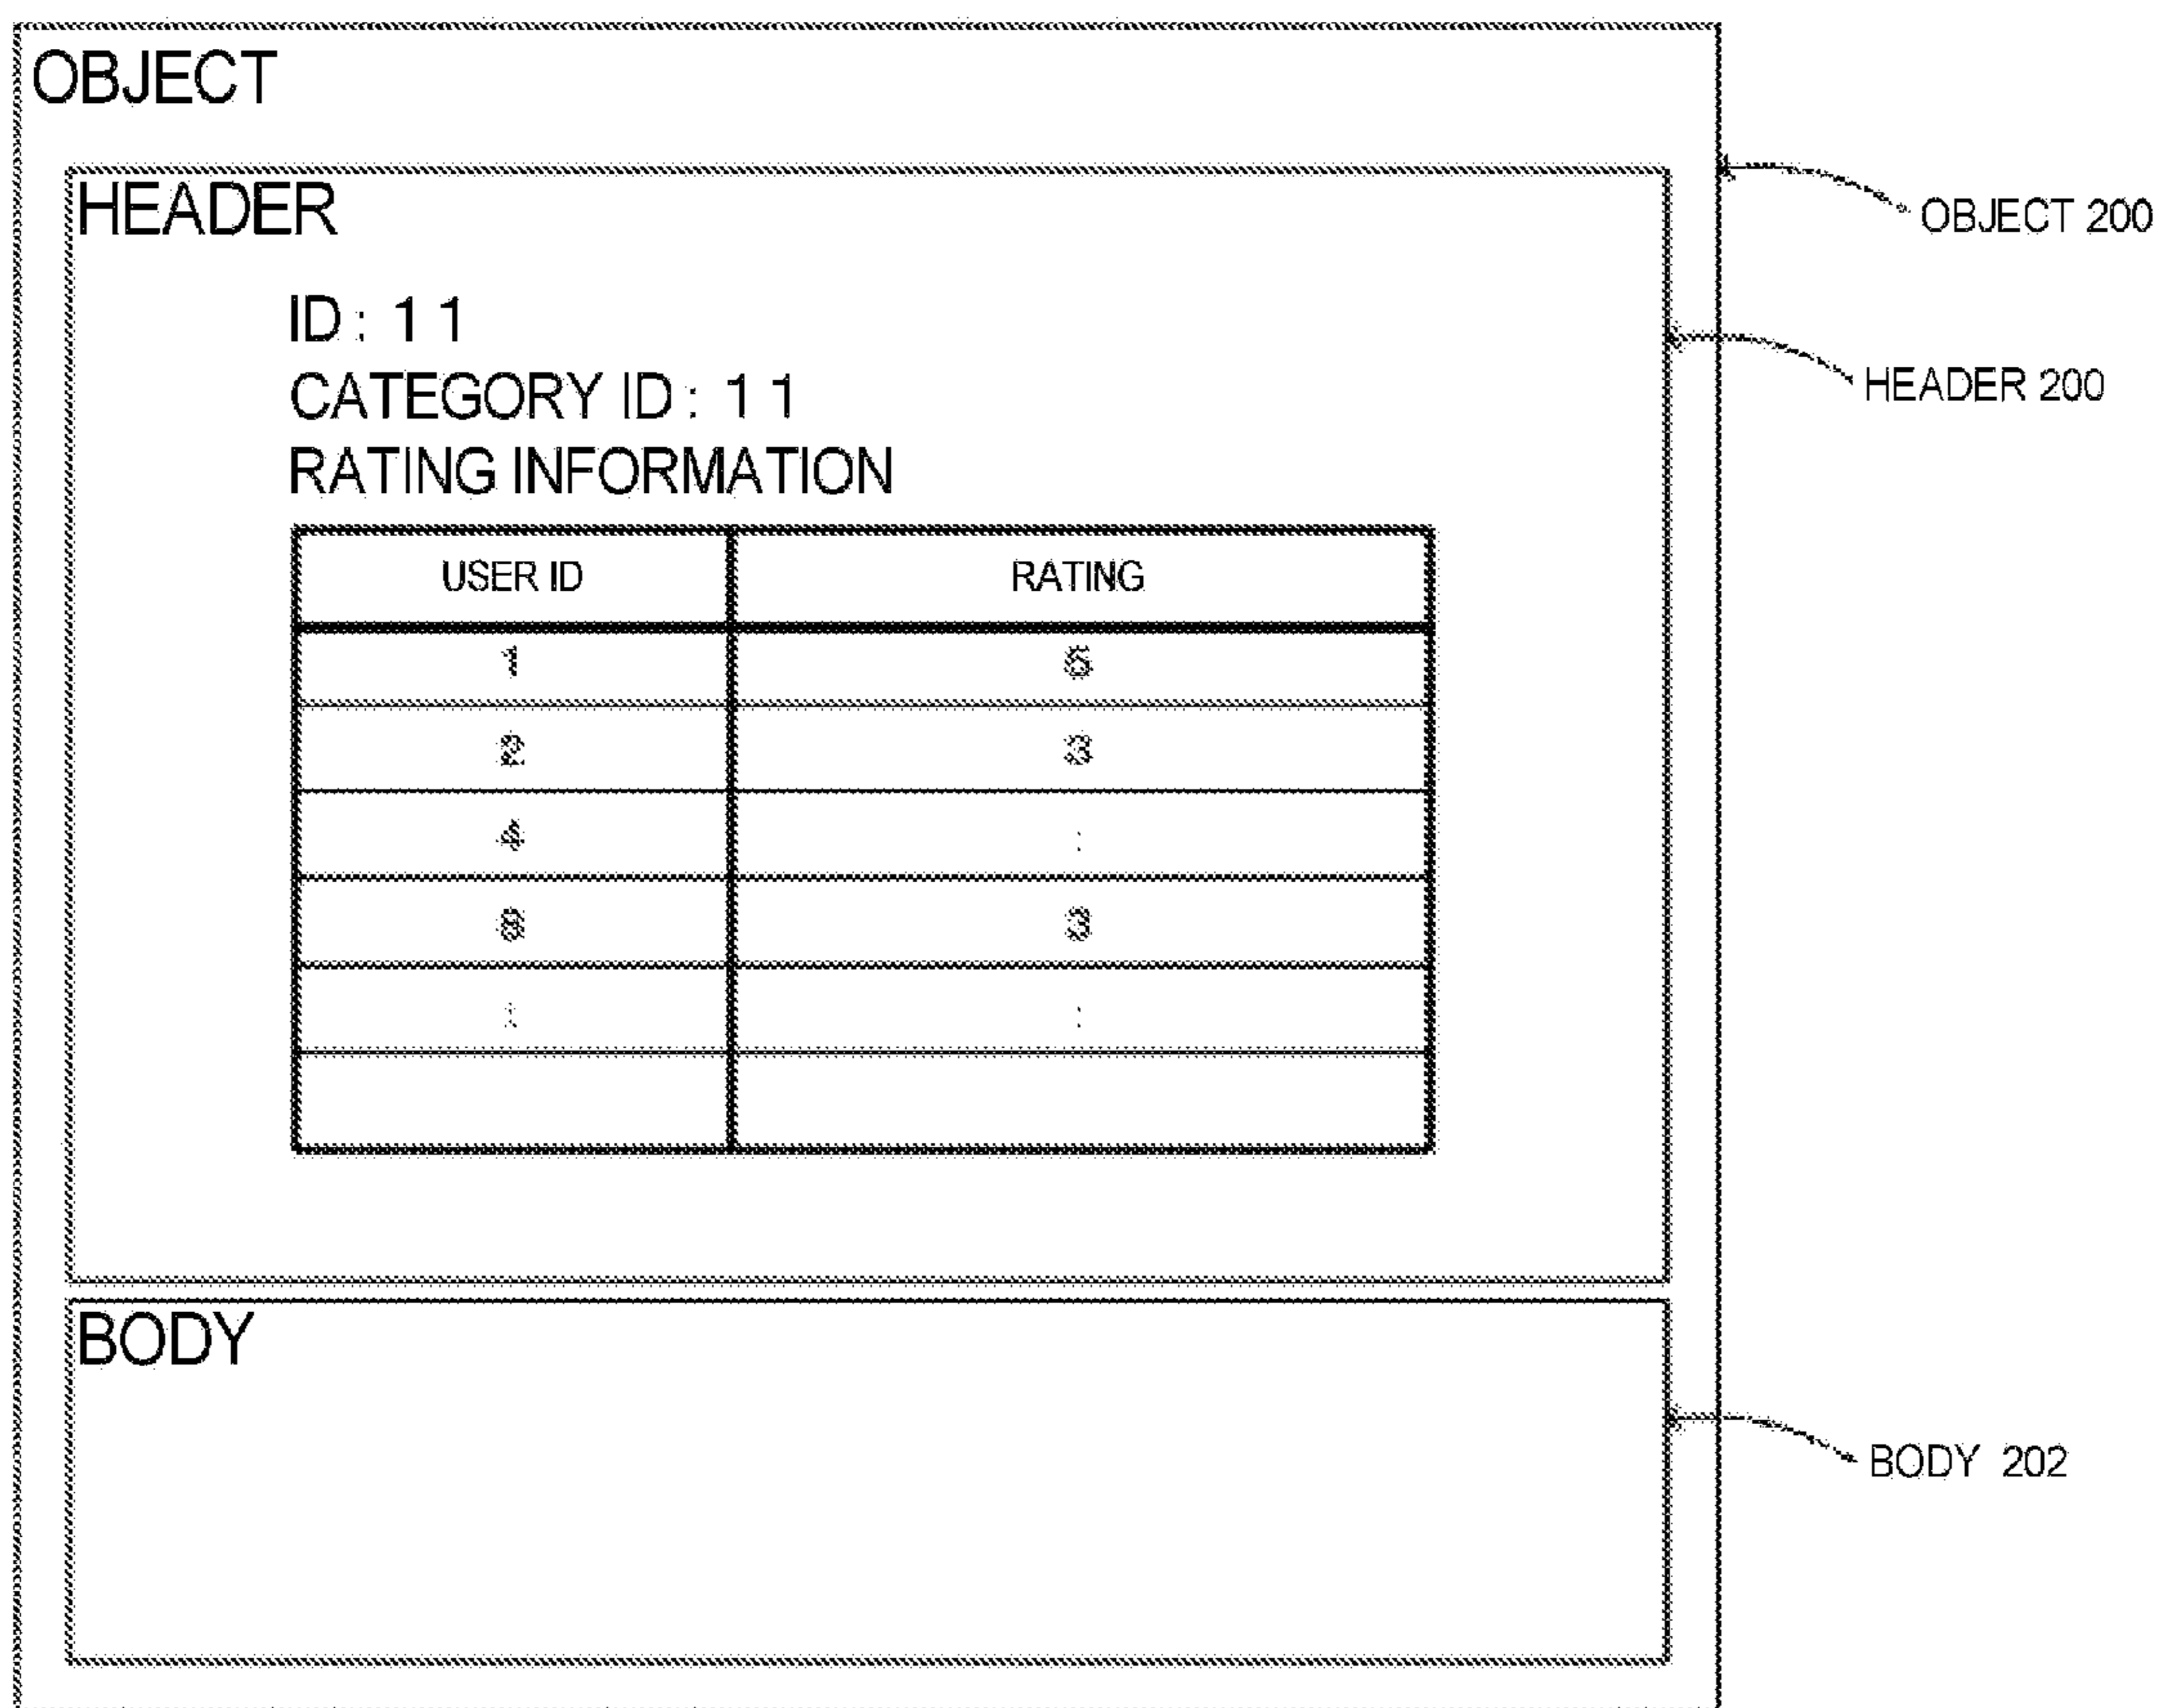 OBJECT
OBJECT 200
HEADER
HEADER 200
ID : 1 1
CATEGORY ID : 1 1
RATING INFORMATION
USER ID RATING
1 5
2 3
4 :
8 3
: :
BODY
BODY 202